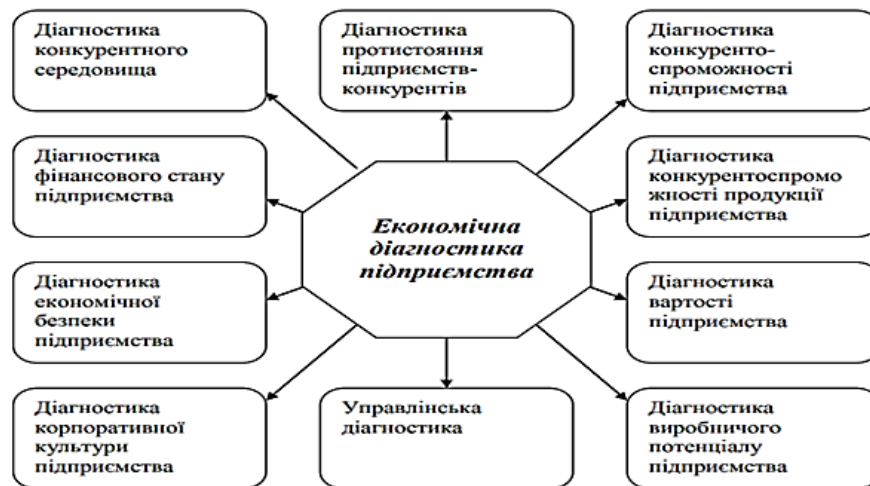 Діагностика
конкурентного
середовища
Діагностика
протистояння
підприємств-
конкурентів
Діагностика
конкуренто-
спроможності
підприємства
Діагностика
фінансового стану
підприємства
Економічна
діагностика
підприємства
Діагностика
конкурентоспромо
жності продукції
підприємства
Діагностика
економічної
безпеки
підприємства
Діагностика
вартості
підприємства
Діагностика
корпоративної
культури
підприємства
Управлінська
діагностика
Діагностика
виробничого
потенціалу
підприємства